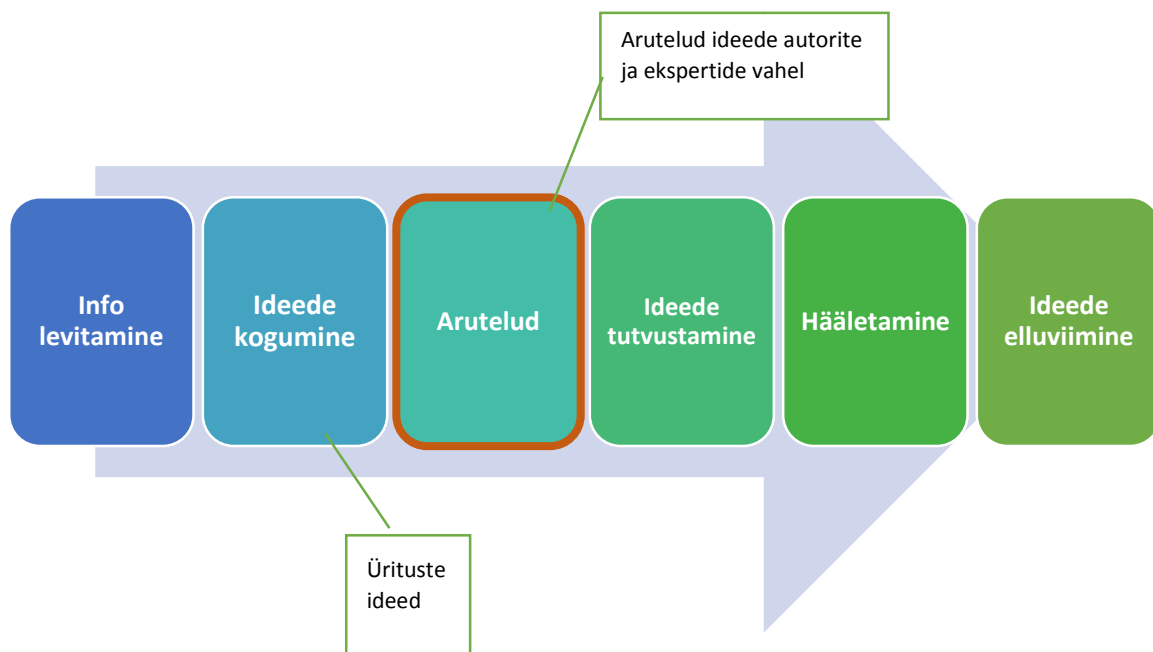 Arutelud ideede autorite
ja ekspertide vahel
Info
levitamine
Ideede
kogumine
Arutelud
Ideede
tutvustamine
Hääletamine
Ideede
elluviimine
Ürituste
ideed